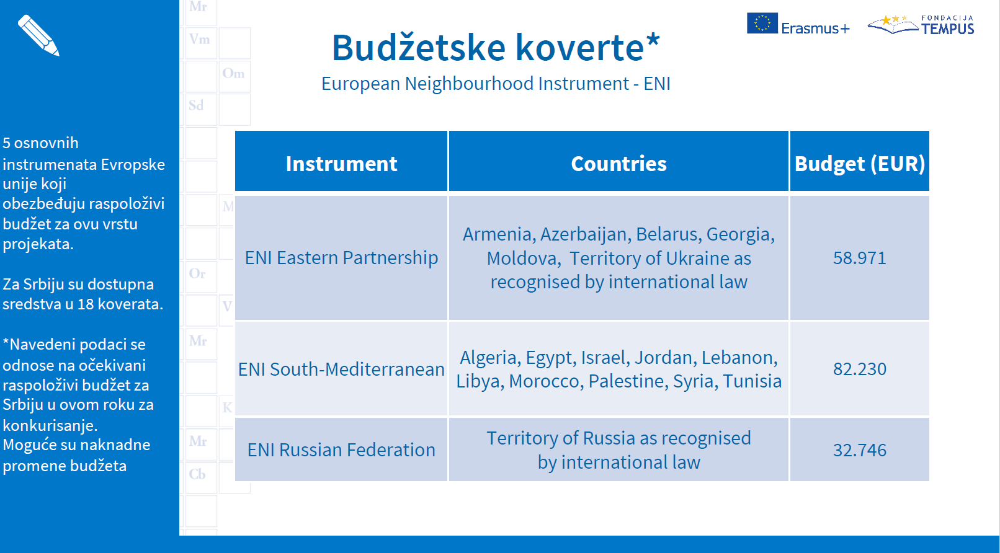 Erasmus+
FONDACIJA
TEMPUS
Budžetske koverte*
European Neighbourhood Instrument - ENI
5 osnovnih
instrumenata Evropske
unije koji
obezbeđuju raspoloživi
budžet za ovu vrstu
projekata.
Za Srbiju su dostupna
sredstva u 18 koverata.
*Navedeni podaci se
odnose na očekivani
raspoloživi budžet za
Srbiju u ovom roku za
konkurisanje.
Moguće su naknadne
promene budžeta
Mr
Vm
Om
Sd
M
Or
V
Mr
K
Mr
Cb
Instrument
Countries
Budget (EUR)
ENI Eastern Partnership
Armenia, Azerbaijan, Belarus, Georgia,
Moldova, Territory of Ukraine as
recognised by international law
58.971
ENI South-Mediterranean
Algeria, Egypt, Israel, Jordan, Lebanon,
Libya, Morocco, Palestine, Syria, Tunisia
82.230
ENI Russian Federation
Territory of Russia as recognised
by international law
32.746